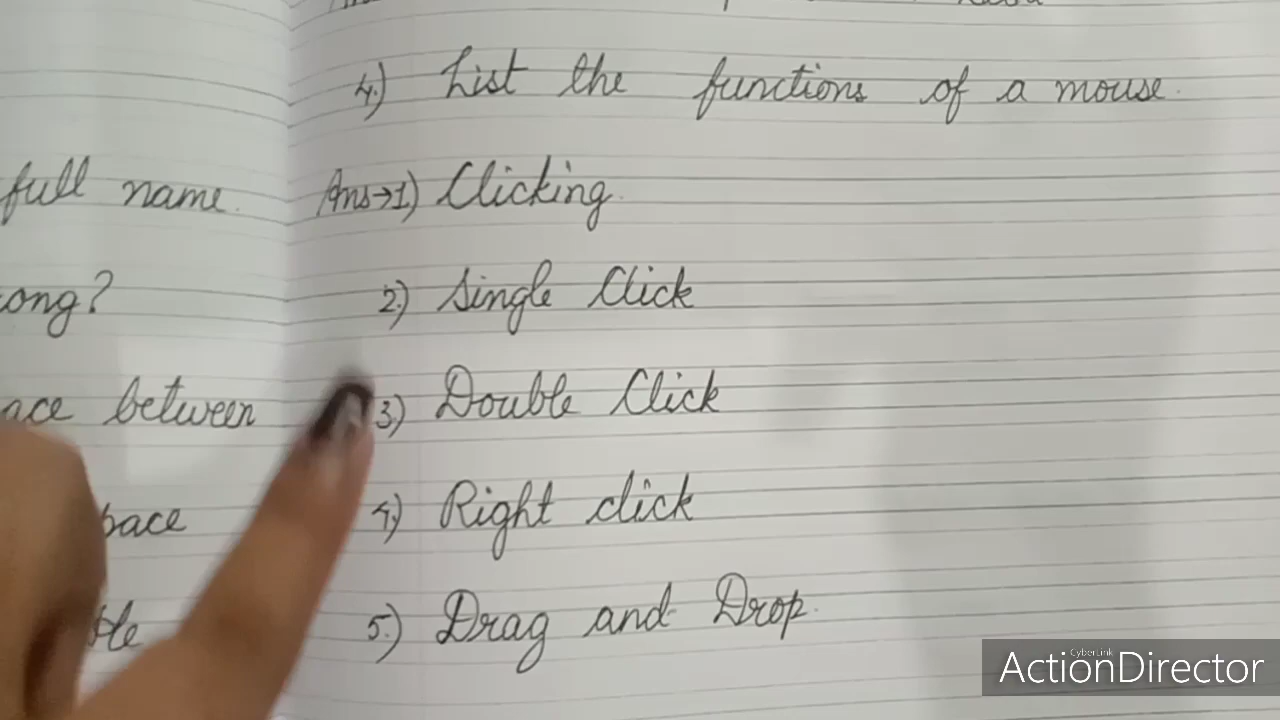 4.) List the functions of a mouse.
full name.
Ans→1) Clicking.
ong?
2.) Single Click
ace between
3.) Double Click
pace
4.) Right click
5.) Drag and Drop.
CyberLink
ActionDirector